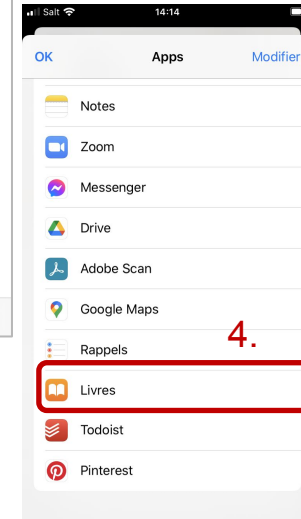 Salt 14:14
OK Apps Modifier
Notes
Zoom
Messenger
Drive
Adobe Scan
Google Maps
4.
Rappels
Livres
Todoist
Pinterest